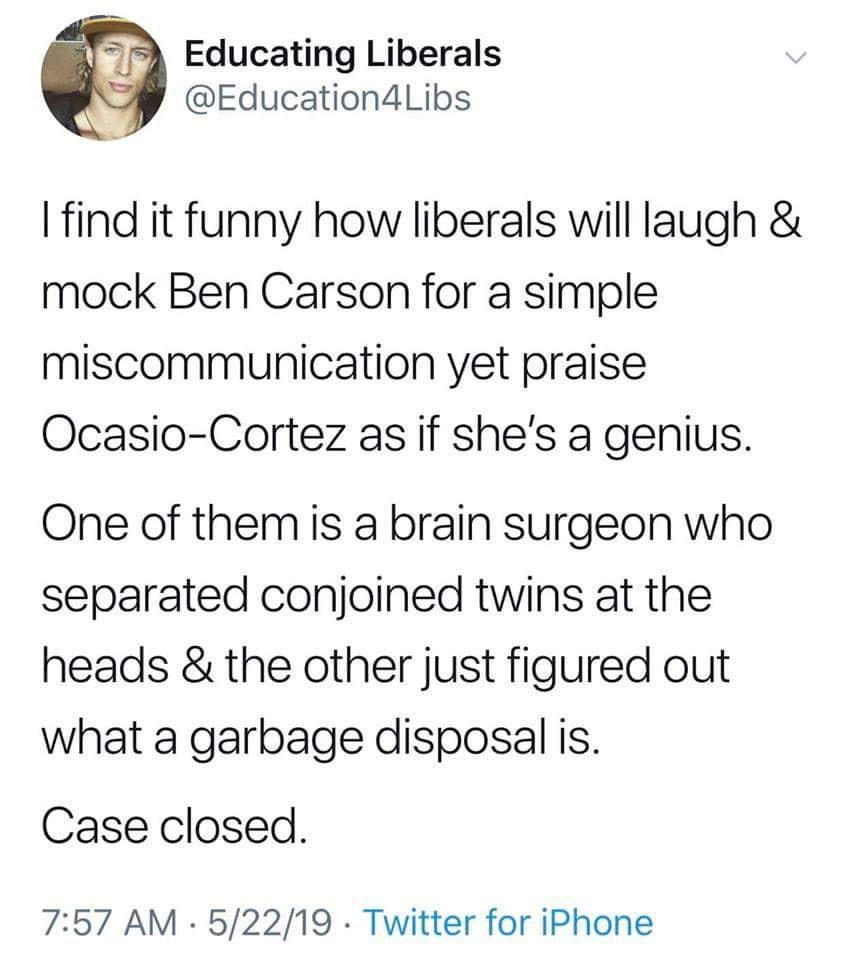 Educating Liberals
@Education4Libs
I find it funny how liberals will laugh &
mock Ben Carson for a simple
miscommunication yet praise
Ocasio-Cortez as if she's a genius.
One of them is a brain surgeon who
separated conjoined twins at the
heads & the other just figured out
what a garbage disposal is.
Case closed.
7:57 AM · 5/22/19 · Twitter for iPhone